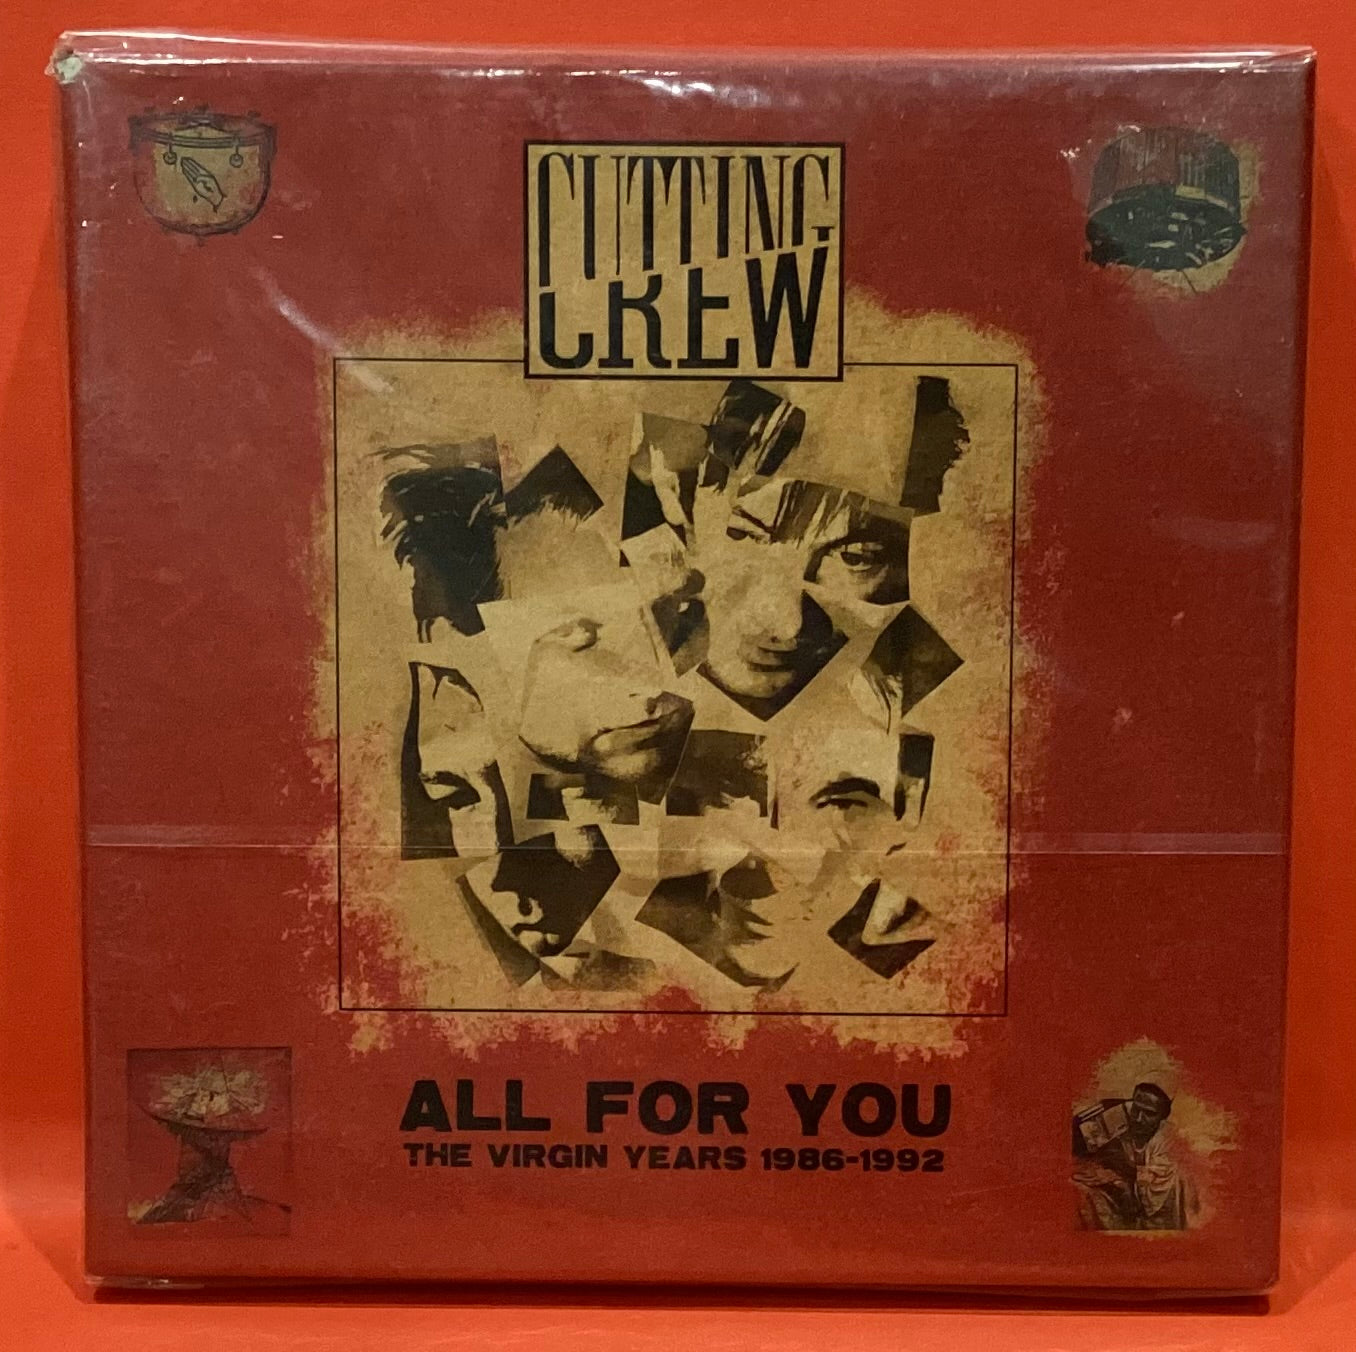 CUTTING
CREW
ALL FOR YOU
THE VIRGIN YEARS 1986-1992